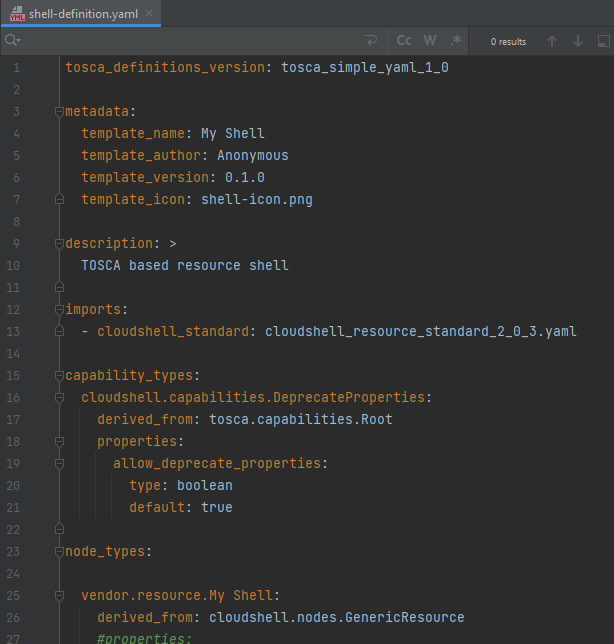 shell-definition.yaml
Cc W .* 0 results
1 tosca_definitions_version: tosca_simple_yaml_1_0
2
3 metadata:
4 template_name: My Shell
5 template_author: Anonymous
6 template_version: 0.1.0
7 template_icon: shell-icon.png
8
9 description: >
10 TOSCA based resource shell
11
12 imports:
13 - cloudshell_standard: cloudshell_resource_standard_2_0_3.yaml
14
15 capability_types:
16 cloudshell.capabilities.DeprecateProperties:
17 derived_from: tosca.capabilities.Root
18 properties:
19 allow_deprecate_properties:
20 type: boolean
21 default: true
22
23 node_types:
24
25 vendor.resource.My Shell:
26 derived_from: cloudshell.nodes.GenericResource
27 #properties: